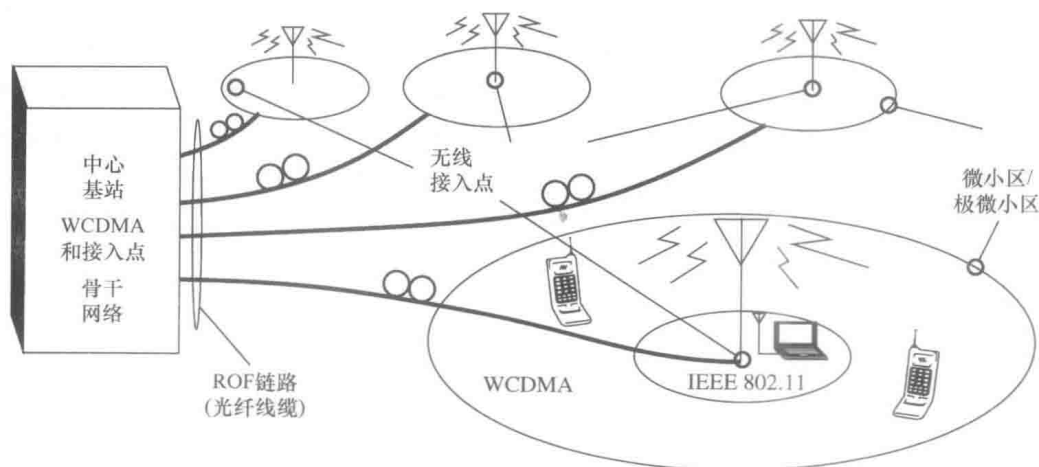 中心
基站
WCDMA
和接入点
骨干
网络
无线
接入点
微小区/
极微小区
ROF链路
(光纤线缆)
WCDMA
IEEE 802.11